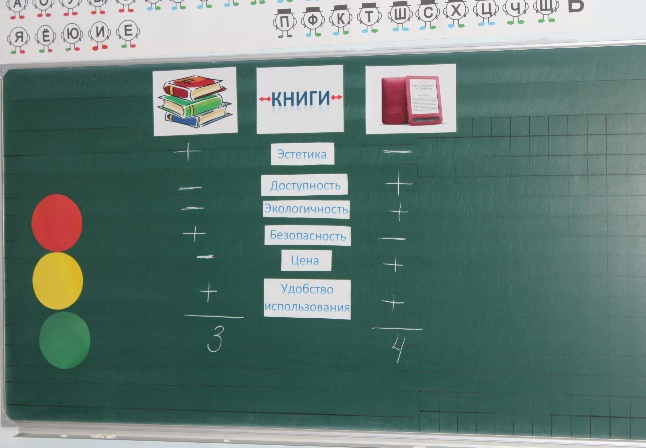 П Ф К Т Ш С Х Ц Ч Щ Ь
Я Ё Ю И Е
КНИГИ
+ Эстетика –
– Доступность +
– Экологичность +
+ Безопасность –
– Цена +
+ Удобство
использования +
3 4